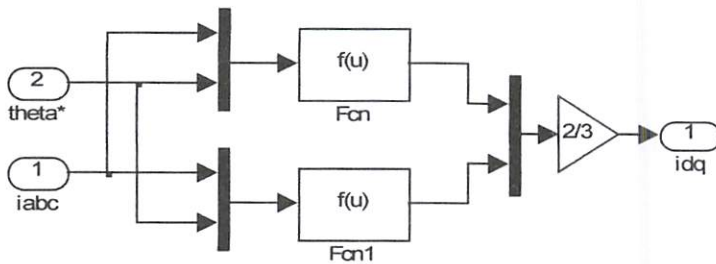 2
theta*
1
iabc
f(u)
Fcn
f(u)
Fcn1
2/3
1
idq